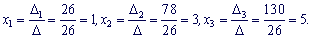 x₁ = Δ₁/Δ = 26/26 = 1, x₂ = Δ₂/Δ = 78/26 = 3, x₃ = Δ₃/Δ = 130/26 = 5.